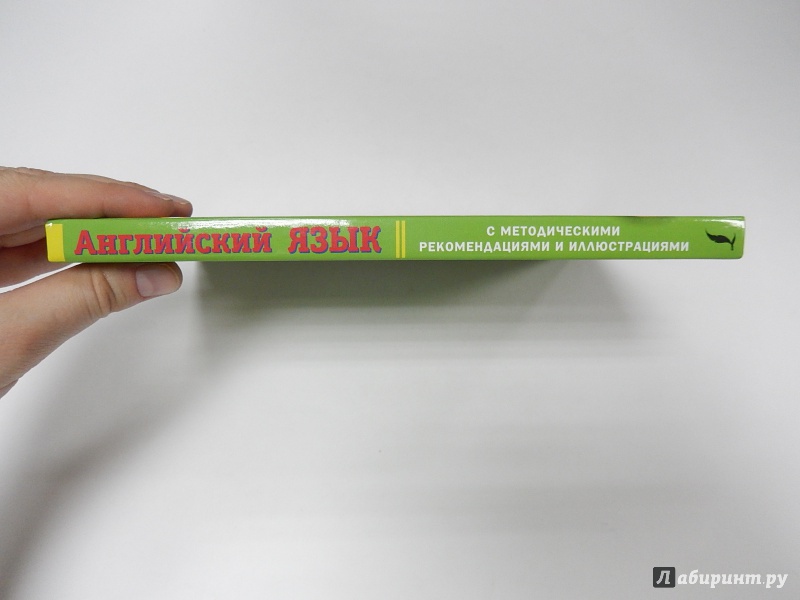 Английский ЯЗЫК
С МЕТОДИЧЕСКИМИ
РЕКОМЕНДАЦИЯМИ И ИЛЛЮСТРАЦИЯМИ
Лабиринт.ру